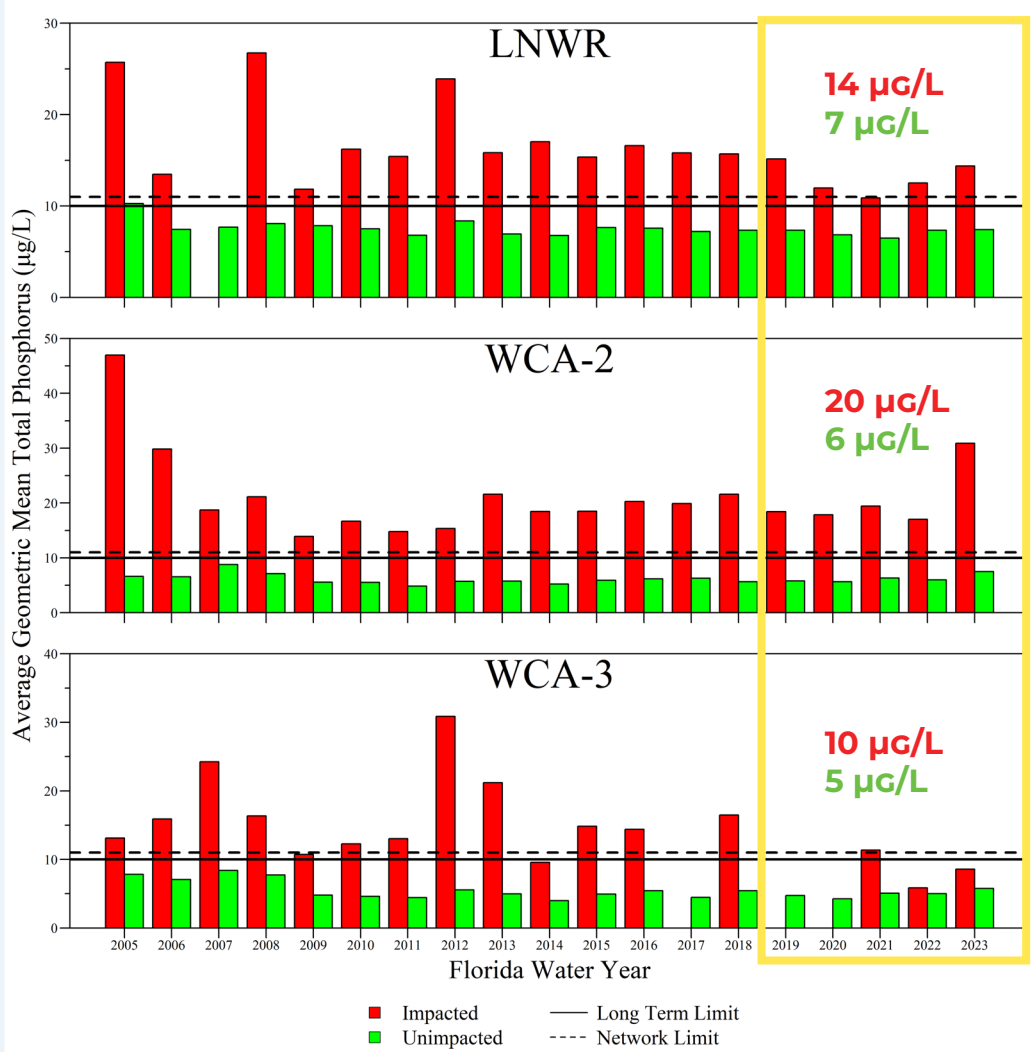 Average Geometric Mean Total Phosphorus (µg/L)
30
20
10
0
LNWR
14 µG/L
7 µG/L
50
40
30
20
10
0
WCA-2
20 µG/L
6 µG/L
40
30
20
10
0
WCA-3
10 µG/L
5 µG/L
2005 2006 2007 2008 2009 2010 2011 2012 2013 2014 2015 2016 2017 2018 2019 2020 2021 2022 2023
Florida Water Year
Impacted
Long Term Limit
Unimpacted
Network Limit